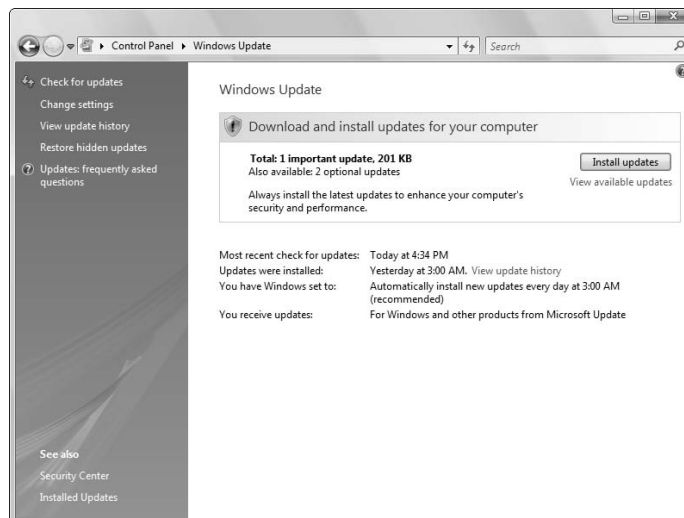 Control Panel Windows Update Search
Check for updates
Change settings
View update history
Restore hidden updates
Updates: frequently asked
questions
Windows Update
Download and install updates for your computer
Total: 1 important update, 201 KB
Also available: 2 optional
updates
Install updates
View available updates
Always install the latest updates to enhance your computer's
security and performance.
Most recent check for updates: Today at 4:34 PM
Updates were installed: Yesterday at 3:00 AM. View update history
You have Windows set to: Automatically install new updates every day at 3:00 AM
(recommended)
You receive updates: For Windows and other products from Microsoft Update
See also
Security Center
Installed Updates